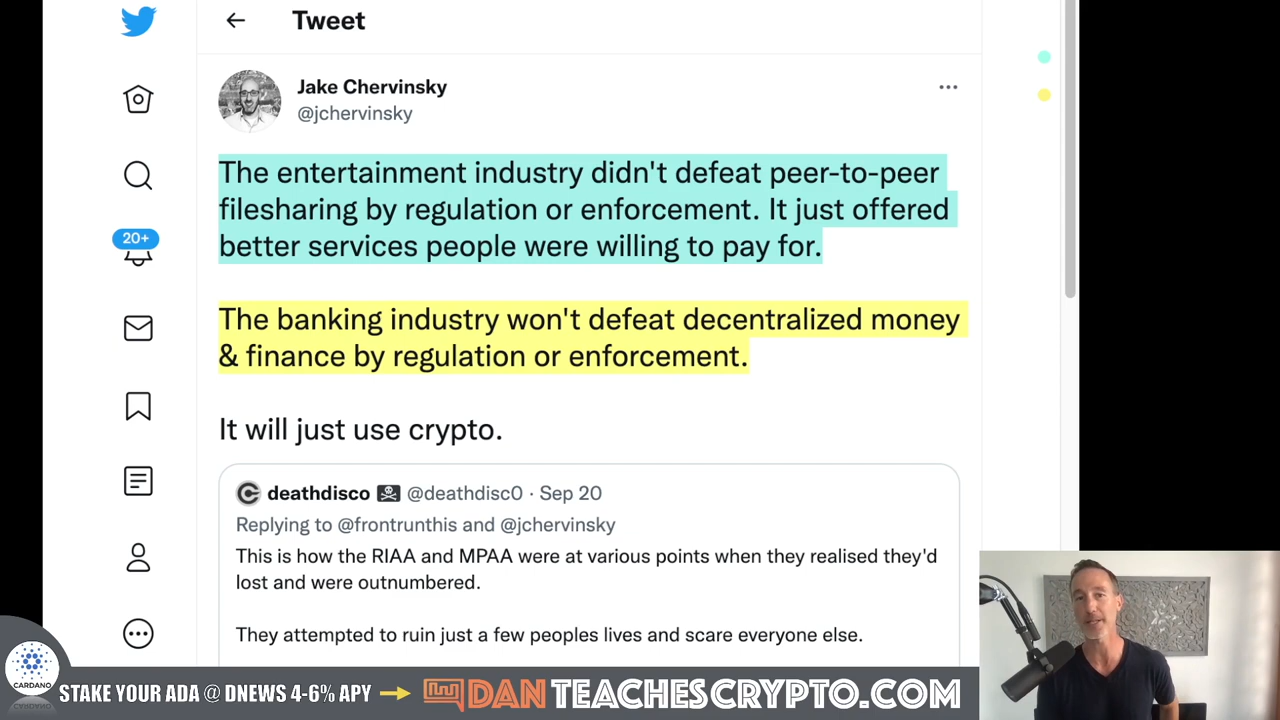 Tweet
Jake Chervinsky
@jchervinsky
The entertainment industry didn't defeat peer-to-peer
filesharing by regulation or enforcement. It just offered
better services people were willing to pay for.
20+
The banking industry won't defeat decentralized money
& finance by regulation or enforcement.
It will just use crypto.
deathdisco @deathdisc0 · Sep 20
Replying to @frontrunthis and @jchervinsky
This is how the RIAA and MPAA were at various points when they realised they'd
lost and were outnumbered.
They attempted to ruin just a few peoples lives and scare everyone else.
CARDANO
STAKE YOUR ADA @ DNEWS 4-6% APY
DANTEACHESCRYPTO.COM